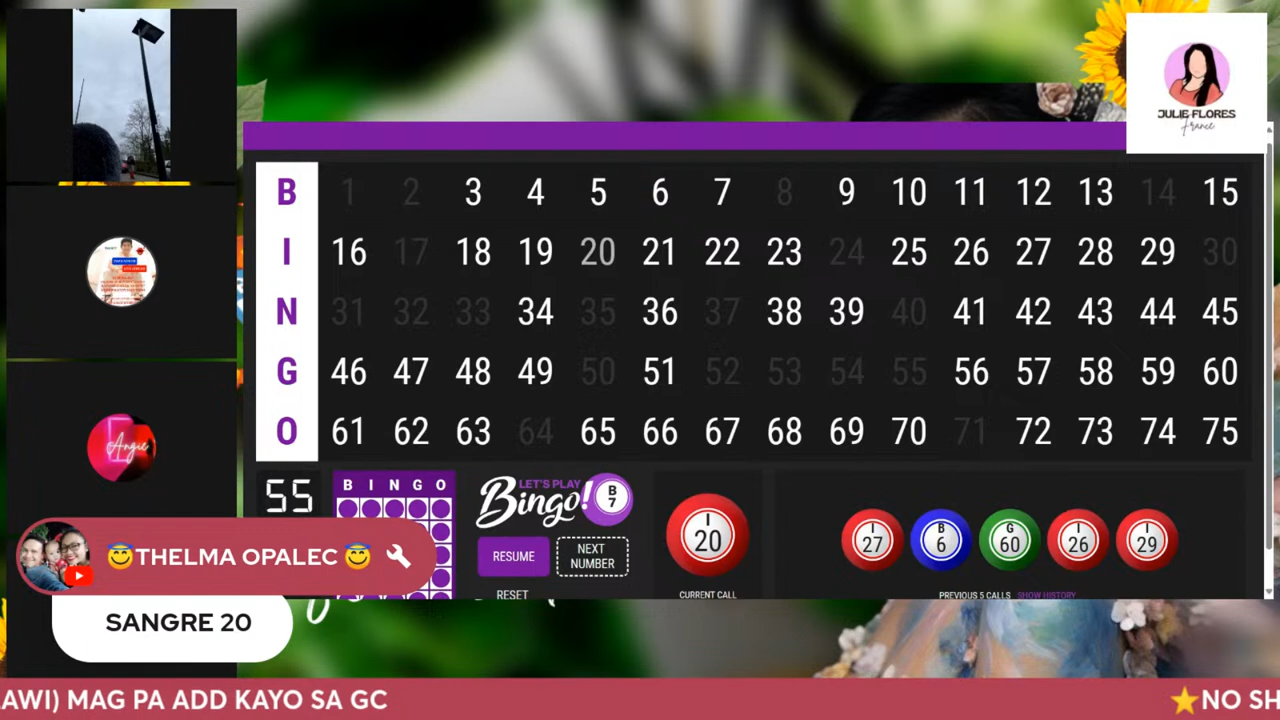 JULIE FLORES
France
B 1 2 3 4 5 6 7 8 9 10 11 12 13 14 15
I 16 17 18 19 20 21 22 23 24 25 26 27 28 29 30
N 31 32 33 34 35 36 37 38 39 40 41 42 43 44 45
G 46 47 48 49 50 51 52 53 54 55 56 57 58 59 60
O 61 62 63 64 65 66 67 68 69 70 71 72 73 74 75
55
B I N G O
LET'S PLAY
Bingo!
B
7
RESUME
NEXT
NUMBER
RESET
I
20
CURRENT CALL
I
27
B
6
G
60
I
26
I
29
PREVIOUS 5 CALLS SHOW HISTORY
Angie
😇THELMA OPALEC 😇
SANGRE 20
AWI) MAG PA ADD KAYO SA GC
⭐NO SH